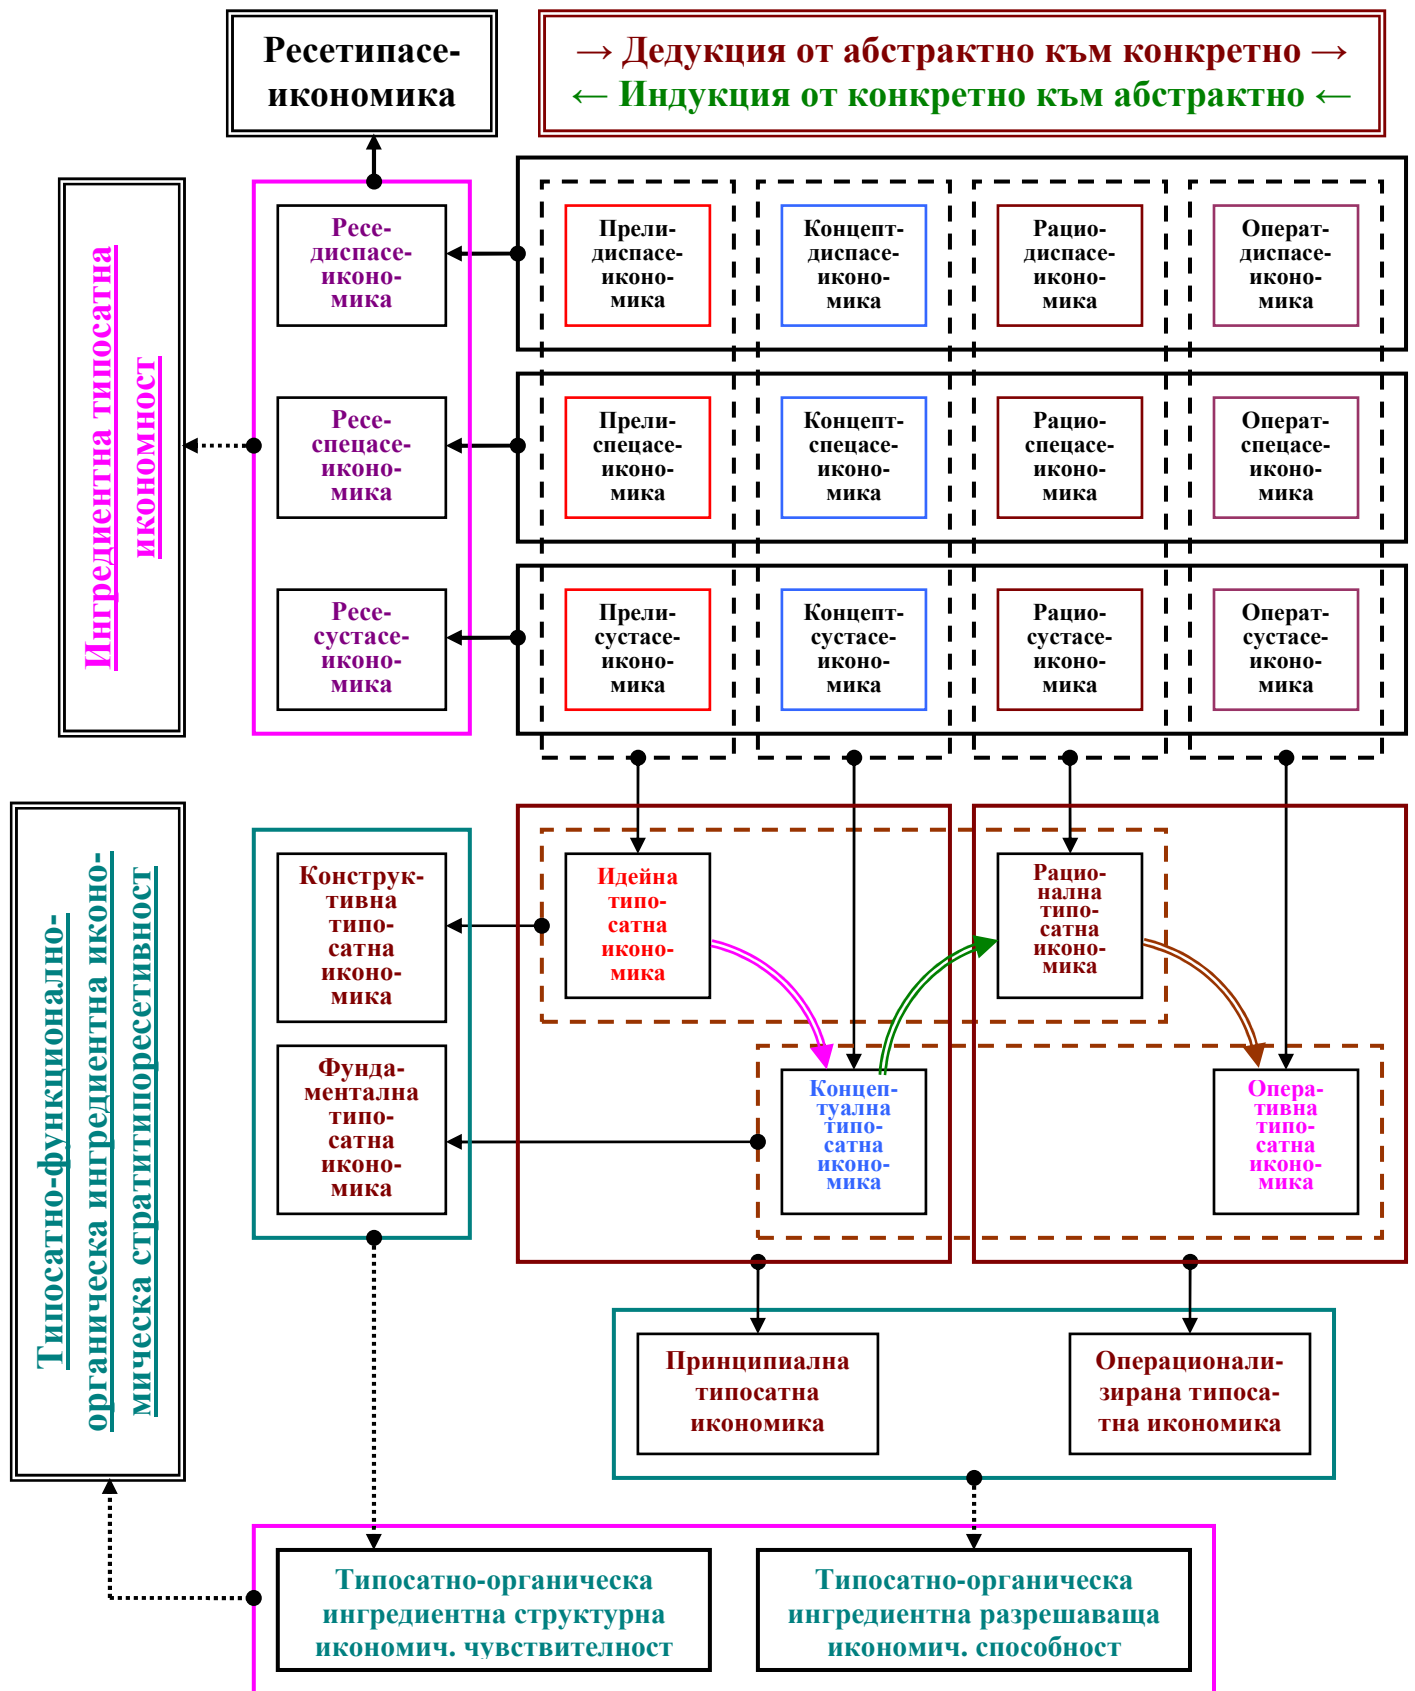 Ресетипасе-
икономика
→ Дедукция от абстрактно към конкретно →
← Индукция от конкретно към абстрактно ←
Ингредиентна типосатна
икономност
Ресе-
диспасе-
иконо-
мика
Прели-
диспасе-
иконо-
мика
Концепт-
диспасе-
иконо-
мика
Рацио-
диспасе-
иконо-
мика
Операт-
диспасе-
иконо-
мика
Ресе-
спецасе-
иконо-
мика
Прели-
спецасе-
иконо-
мика
Концепт-
спецасе-
иконо-
мика
Рацио-
спецасе-
иконо-
мика
Операт-
спецасе-
иконо-
мика
Ресе-
сустасе-
иконо-
мика
Прели-
сустасе-
иконо-
мика
Концепт-
сустасе-
иконо-
мика
Рацио-
сустасе-
иконо-
мика
Операт-
сустасе-
иконо-
мика
Типосатно-функционално-
органическа ингредиентна иконо-
мическа стратитипоресетивност
Конструк-
тивна
типо-
сатна
иконо-
мика
Идейна
типо-
сатна
иконо-
мика
Рацио-
нална
типо-
сатна
иконо-
мика
Фунда-
ментална
типо-
сатна
иконо-
мика
Концеп-
туална
типо-
сатна
иконо-
мика
Опера-
тивна
типо-
сатна
иконо-
мика
Принципиална
типосатна
икономика
Операционали-
зирана типоса-
тна икономика
Типосатно-органическа
ингредиентна структурна
икономич. чувствителност
Типосатно-органическа
ингредиентна разрешаваща
икономич. способност